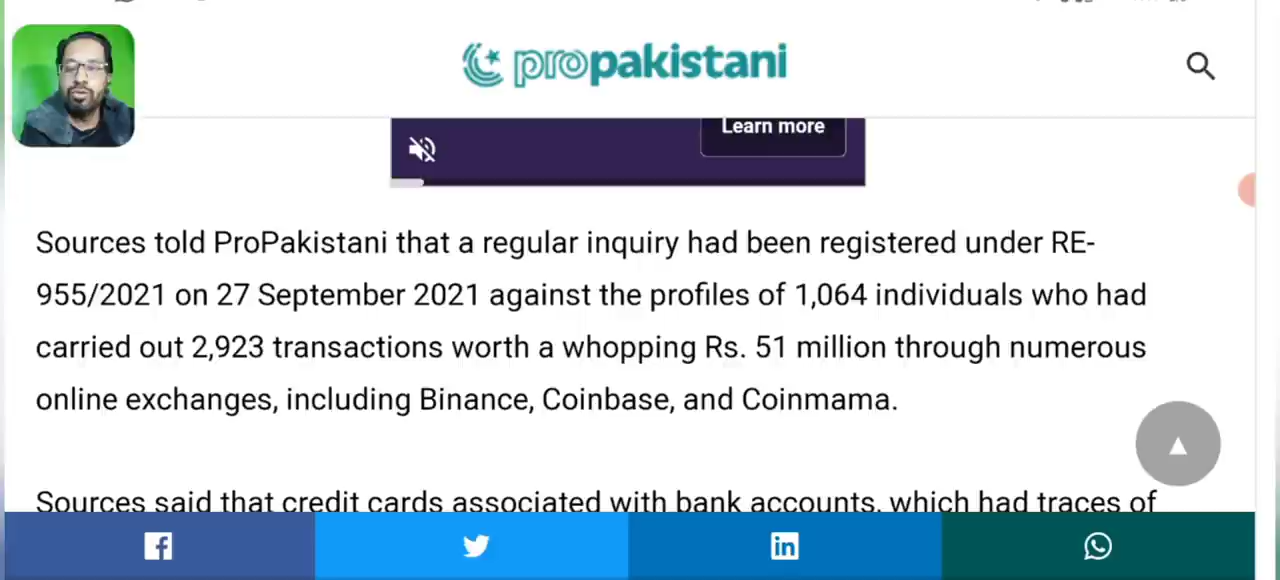 propakistani
Learn more
Sources told ProPakistani that a regular inquiry had been registered under RE-
955/2021 on 27 September 2021 against the profiles of 1,064 individuals who had
carried out 2,923 transactions worth a whopping Rs. 51 million through numerous
online exchanges, including Binance, Coinbase, and Coinmama.
Sources said that credit cards associated with bank accounts, which had traces of